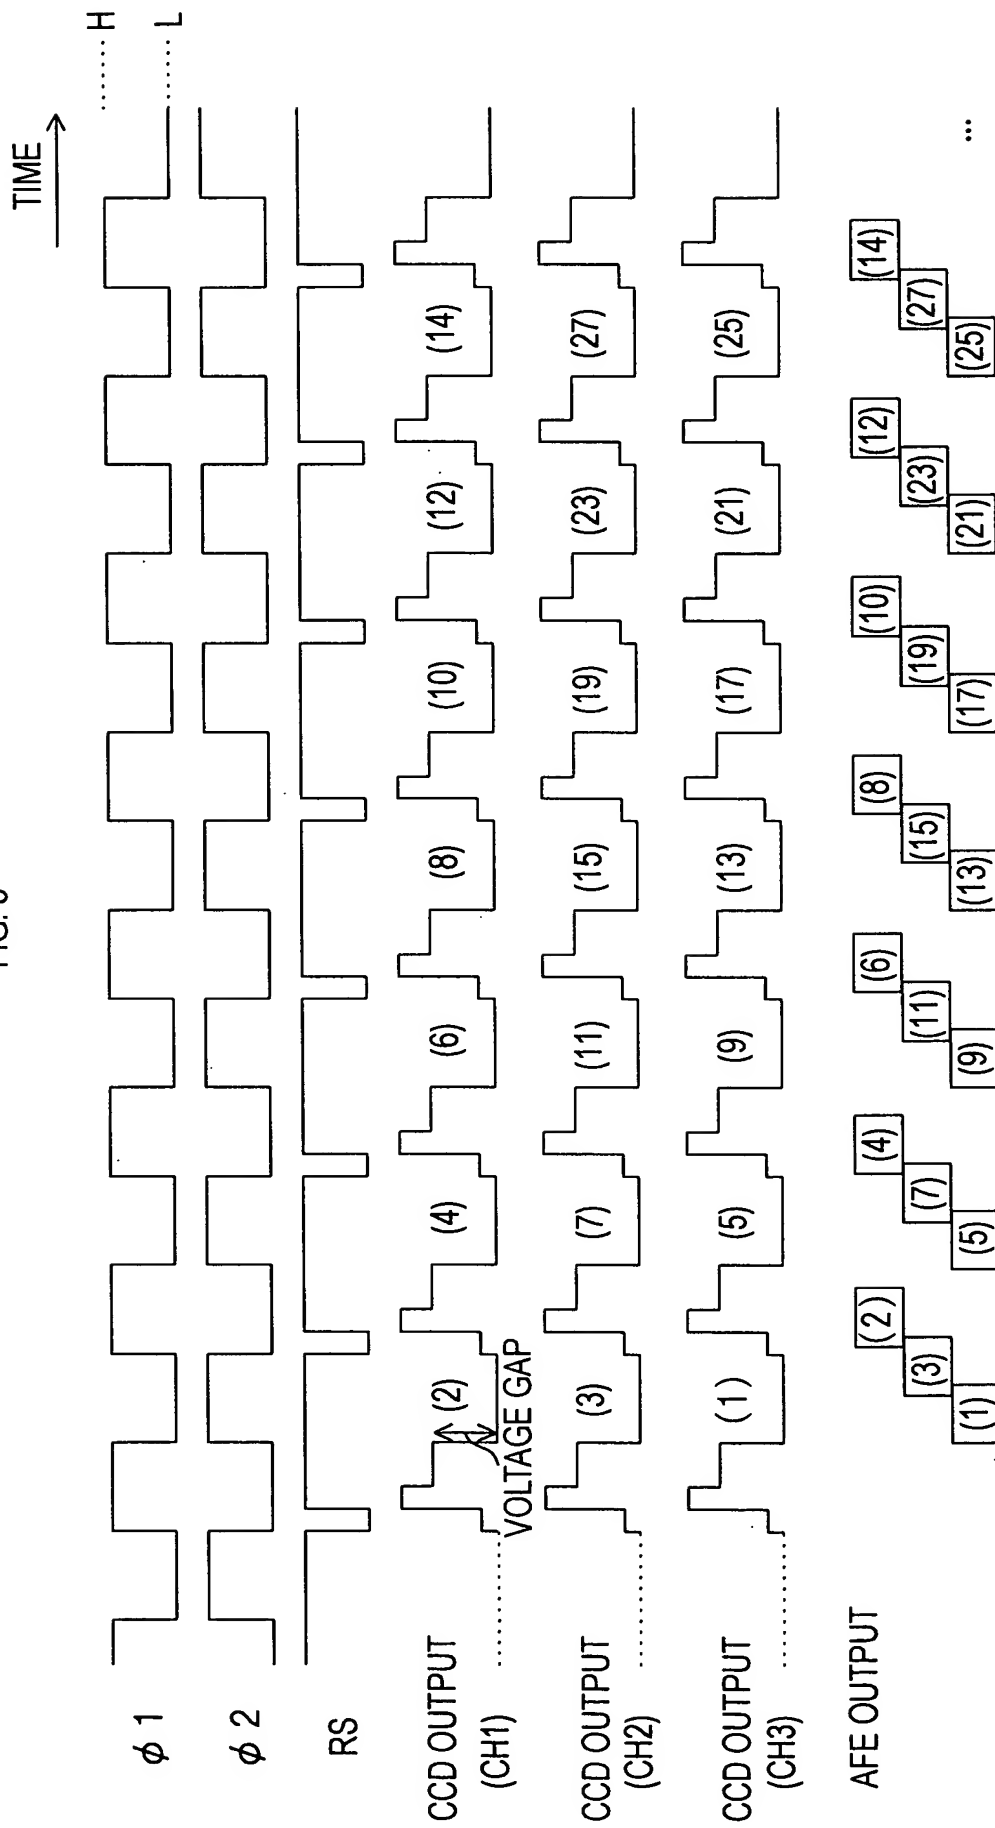 FIG. 6
TIME
H
L
φ 1
φ 2
RS
CCD OUTPUT
(CH1)
(2) (4) (6) (8) (10) (12) (14)
VOLTAGE GAP
CCD OUTPUT
(CH2)
(3) (7) (11) (15) (19) (23) (27)
CCD OUTPUT
(CH3)
(1) (5) (9) (13) (17) (21) (25)
AFE OUTPUT
(2) (4) (6) (8) (10) (12) (14)
(3) (7) (11) (15) (19) (23) (27)
(1) (5) (9) (13) (17) (21) (25)
...